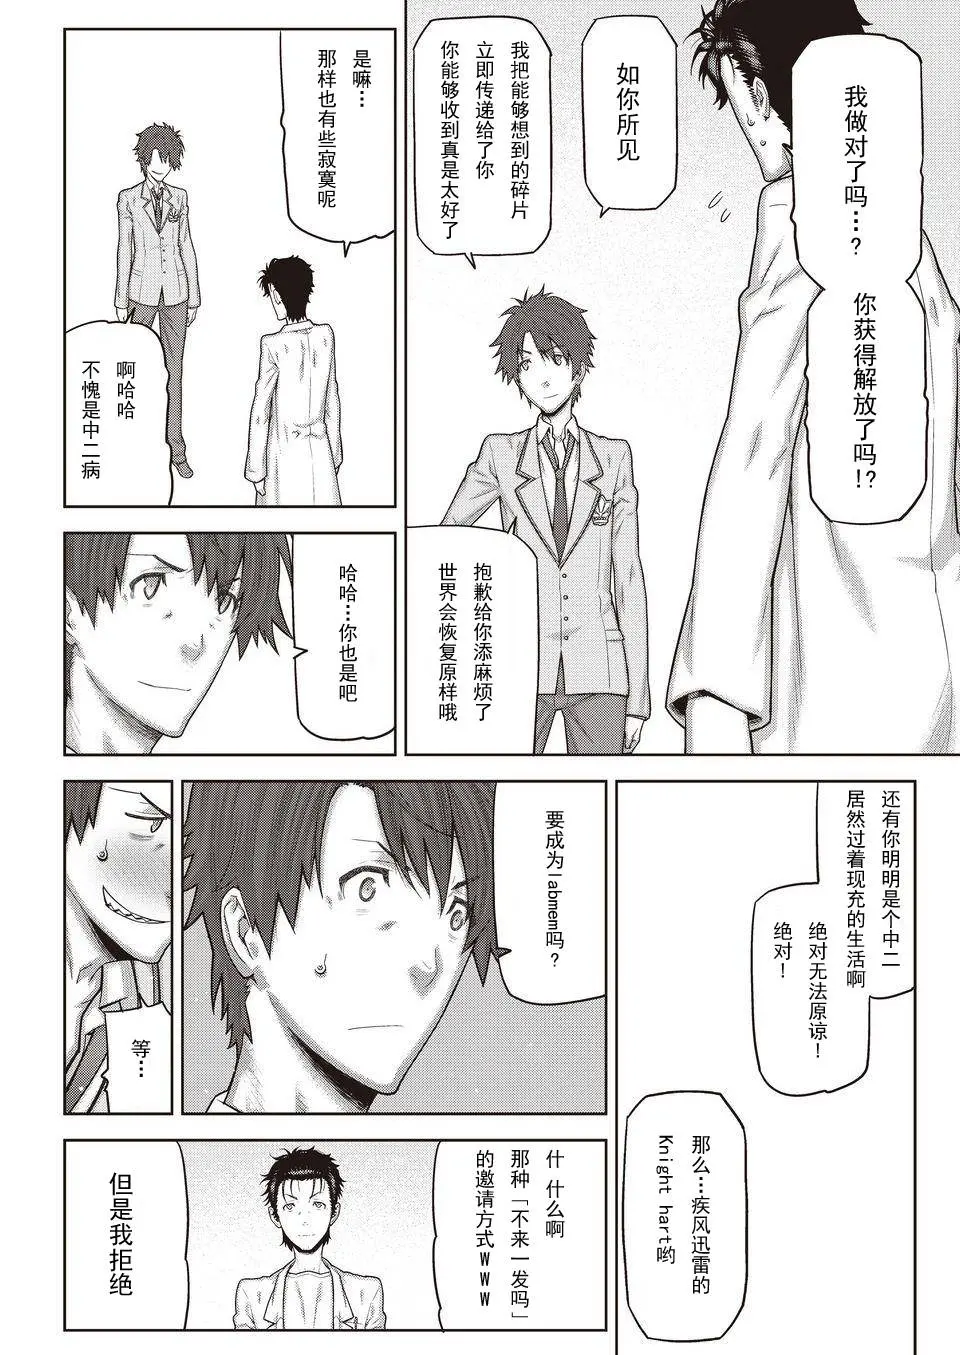 我做对了吗…?
你获得解放了吗!?
如你所见
我把能够想到的碎片
立即传递给了你
你能够收到真是太好了
抱歉给你添麻烦了
世界会恢复原样哦
是嘛…
那样也有些寂寞呢
啊哈哈
不愧是中二病
哈哈…你也是吧
还有你明明是个中二
居然过着现充的生活啊
绝对无法原谅!
绝对!
那么…疾风迅雷的
Knight hart哟
要成为labmem吗?
等…
什 什么啊
那种「不来一发吗」
的邀请方式WWW
但是我拒绝